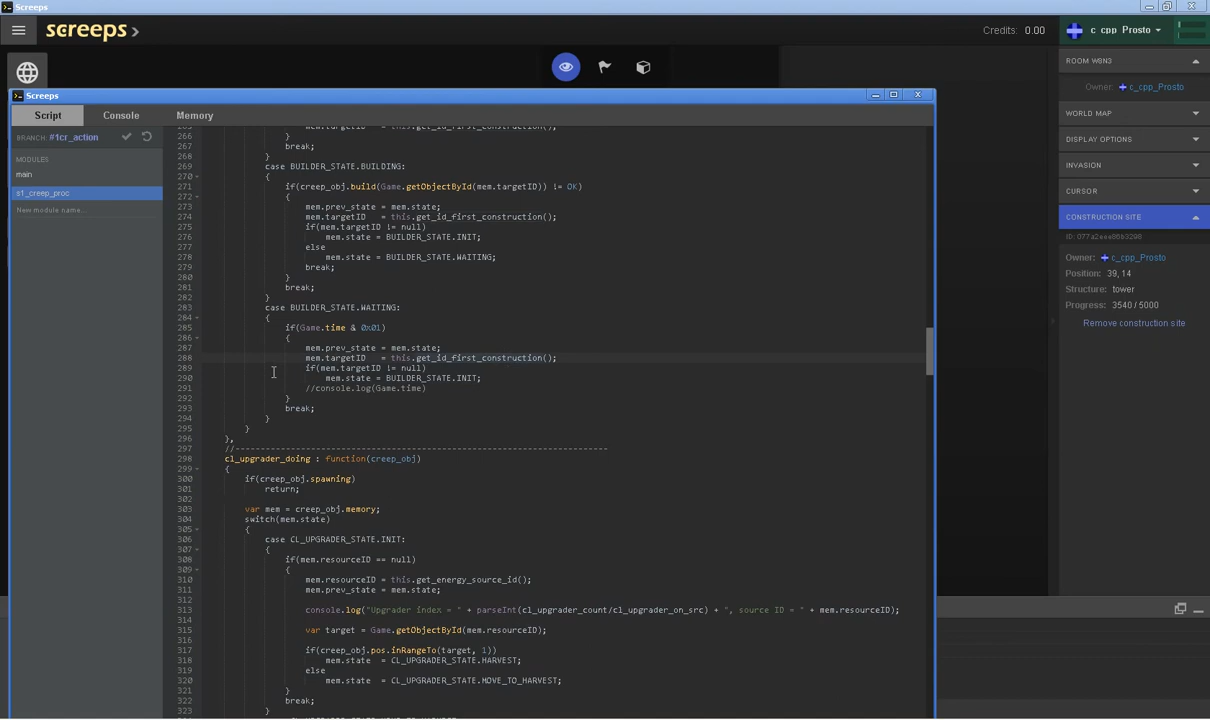 Screeps
screeps
Credits: 0.00
c_cpp_Prosto
ROOM W8N3
Owner: c_cpp_Prosto
WORLD MAP
DISPLAY OPTIONS
INVASION
CURSOR
CONSTRUCTION SITE
Owner: c_cpp_Prosto
Position: 39, 14
Structure: tower
Progress: 3540 / 5000
Remove construction site
Screeps
Script Console Memory
BRANCH: #1cr_action
MODULES
main
s1_creep_proc
New module name...
266 }
267 break;
268 }
269 case BUILDER_STATE.BUILDING:
270 {
271 if(creep_obj.build(Game.getObjectById(mem.targetID)) != OK)
272 {
273 mem.prev_state = mem.state;
274 mem.targetID = this.get_id_first_construction();
275 if(mem.targetID != null)
276 mem.state = BUILDER_STATE.INIT;
277 else
278 mem.state = BUILDER_STATE.WAITING;
279 break;
280 }
281 break;
282 }
283 case BUILDER_STATE.WAITING:
284 {
285 if(Game.time & 0x01)
286 {
287 mem.prev_state = mem.state;
288 mem.targetID = this.get_id_first_construction();
289 if(mem.targetID != null)
290 mem.state = BUILDER_STATE.INIT;
291 //console.log(Game.time)
292 }
293 break;
294 }
295 }
296 },
297 //--------------------------------------------------------------------------
298 cl_upgrader_doing : function(creep_obj)
299 {
300 if(creep_obj.spawning)
301 return;
302
303 var mem = creep_obj.memory;
304 switch(mem.state)
305 {
306 case CL_UPGRADER_STATE.INIT:
307 {
308 if(mem.resourceID == null)
309 {
310 mem.resourceID = this.get_energy_source_id();
311 mem.prev_state = mem.state;
312
313 console.log("Upgrader index = " + parseInt(cl_upgrader_count/cl_upgrader_on_src) + ", source ID = " + mem.resourceID);
314
315 var target = Game.getObjectById(mem.resourceID);
316
317 if(creep_obj.pos.inRangeTo(target, 1))
318 mem.state = CL_UPGRADER_STATE.HARVEST;
319 else
320 mem.state = CL_UPGRADER_STATE.MOVE_TO_HARVEST;
321 }
322 break;
323 }